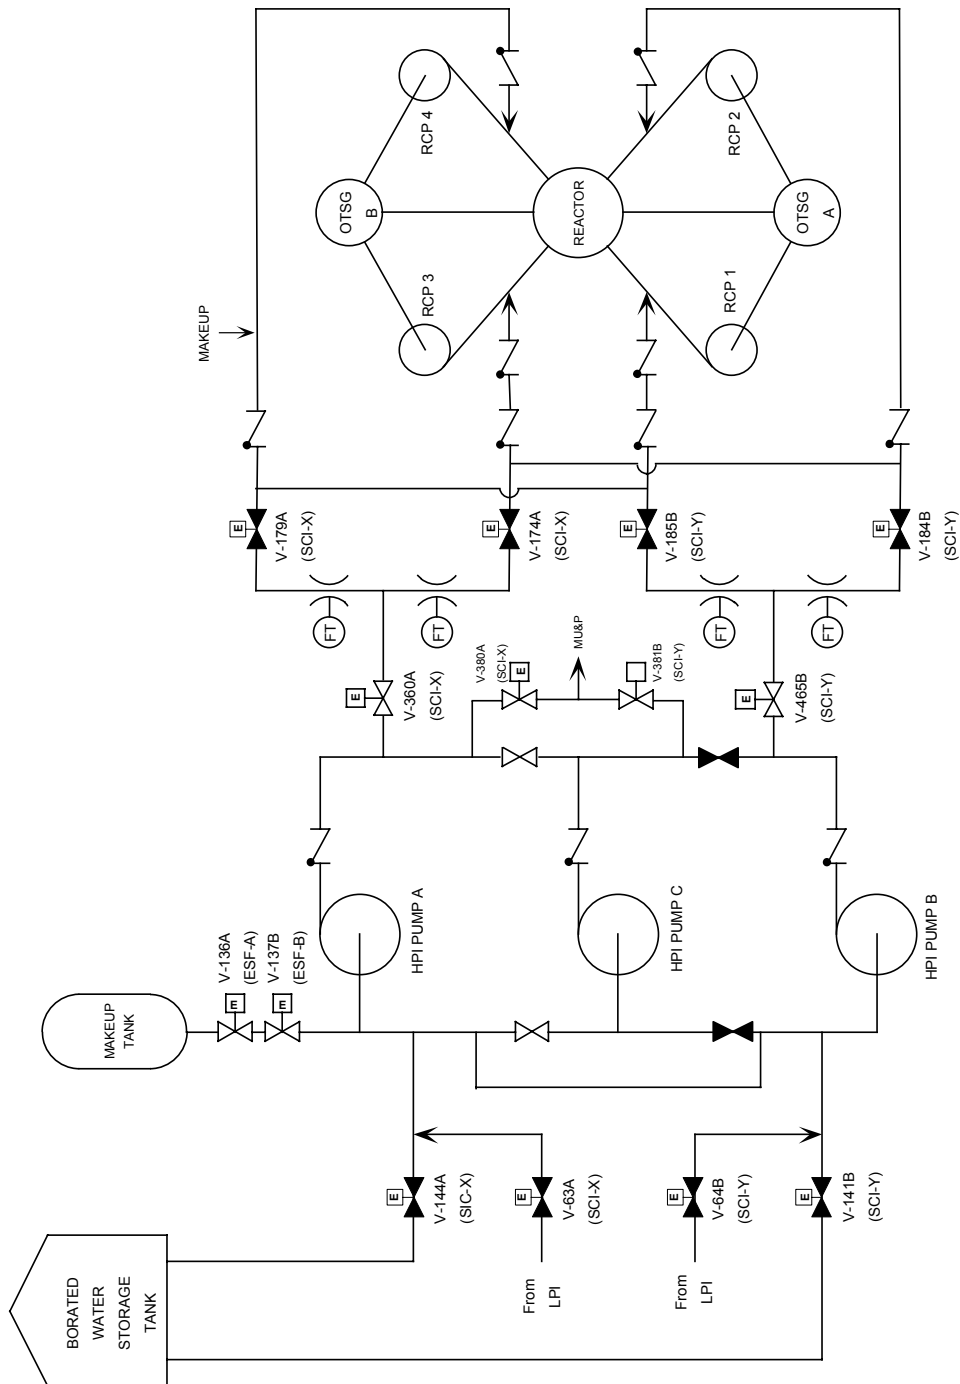 MAKEUP
RCP 4
OTSG
B
RCP 3
REACTOR
RCP 2
OTSG
A
RCP 1
E
V-179A
(SCI-X)
E
V-174A
(SCI-X)
E
V-185B
(SCI-Y)
E
V-184B
(SCI-Y)
FT
FT
FT
FT
E
V-360A
(SCI-X)
V-380A
(SCI-X)
E
MU&P
V-381B
(SCI-Y)
E
V-465B
(SCI-Y)
HPI PUMP A
HPI PUMP C
HPI PUMP B
MAKEUP
TANK
V-136A
(ESF-A)
E
V-137B
(ESF-B)
E
E
V-144A
(SIC-X)
E
V-63A
(SCI-X)
E
V-64B
(SCI-Y)
E
V-141B
(SCI-Y)
From
LPI
From
LPI
BORATED
WATER
STORAGE
TANK